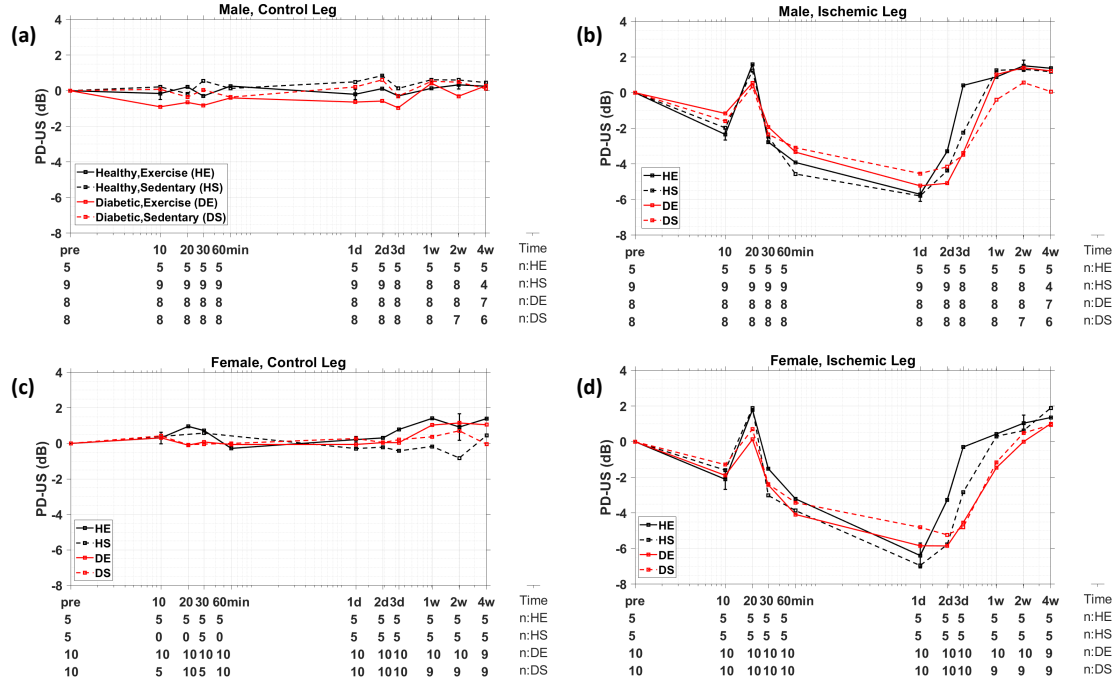 (a)
Male, Control Leg
4
2
0
-2
-4
-6
-8
PD-US (dB)
Healthy,Exercise (HE)
Healthy,Sedentary (HS)
Diabetic,Exercise (DE)
Diabetic,Sedentary (DS)
pre 10 20 30 60min 1d 2d 3d 1w 2w 4w Time
5 5 5 5 5 5 5 5 5 5 5 n:HE
9 9 9 9 9 9 9 8 8 8 4 n:HS
8 8 8 8 8 8 8 8 8 8 7 n:DE
8 8 8 8 8 8 8 8 8 7 6 n:DS
(b)
Male, Ischemic Leg
4
2
0
-2
-4
-6
-8
PD-US (dB)
HE
HS
DE
DS
pre 10 20 30 60min 1d 2d 3d 1w 2w 4w Time
5 5 5 5 5 5 5 5 5 5 5 n:HE
9 9 9 9 9 9 9 8 8 8 4 n:HS
8 8 8 8 8 8 8 8 8 8 7 n:DE
8 8 8 8 8 8 8 8 8 7 6 n:DS
(c)
Female, Control Leg
4
2
0
-2
-4
-6
-8
PD-US (dB)
HE
HS
DE
DS
pre 10 20 30 60min 1d 2d 3d 1w 2w 4w Time
5 5 5 5 5 5 5 5 5 5 5 n:HE
5 0 0 5 0 5 5 5 5 5 5 n:HS
10 10 10 10 10 10 10 10 10 10 9 n:DE
10 5 10 5 10 10 10 10 9 9 9 n:DS
(d)
Female, Ischemic Leg
4
2
0
-2
-4
-6
-8
PD-US (dB)
HE
HS
DE
DS
pre 10 20 30 60min 1d 2d 3d 1w 2w 4w Time
5 5 5 5 5 5 5 5 5 5 5 n:HE
5 5 5 5 5 5 5 5 5 5 5 n:HS
10 10 10 10 10 10 10 10 10 10 9 n:DE
10 10 10 10 10 10 10 10 9 9 9 n:DS